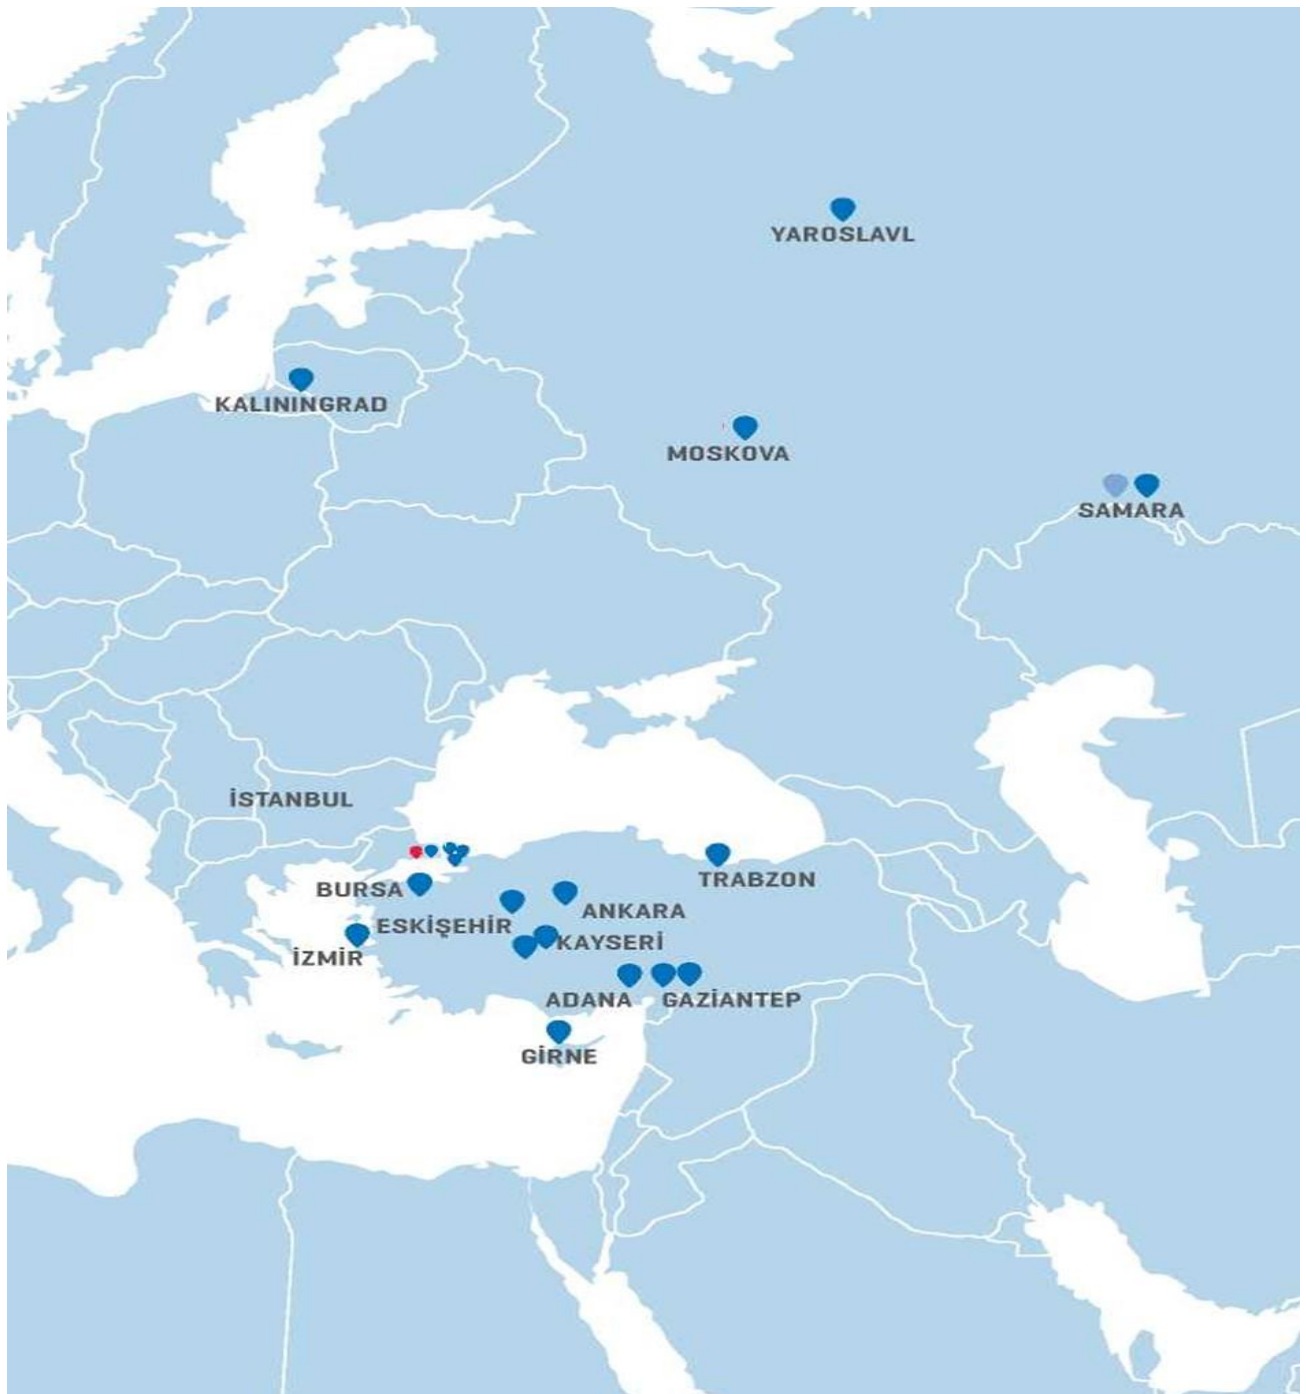 YAROSLAVL
KALININGRAD
MOSKOVA
SAMARA
İSTANBUL
TRABZON
BURSA
ANKARA
ESKİŞEHİR
KAYSERİ
İZMİR
ADANA
GAZİANTEP
GİRNE